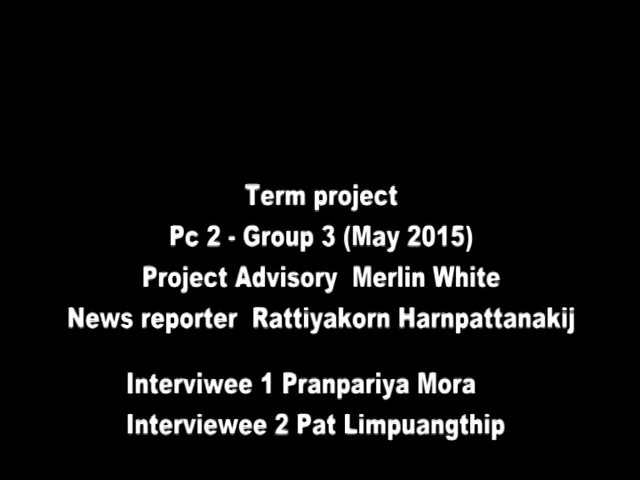 Term project
Pc 2 - Group 3 (May 2015)
Project Advisory Merlin White
News reporter Rattiyakorn Harnpattanakij
Interviwee 1 Pranpariya Mora
Interviewee 2 Pat Limpuangthip